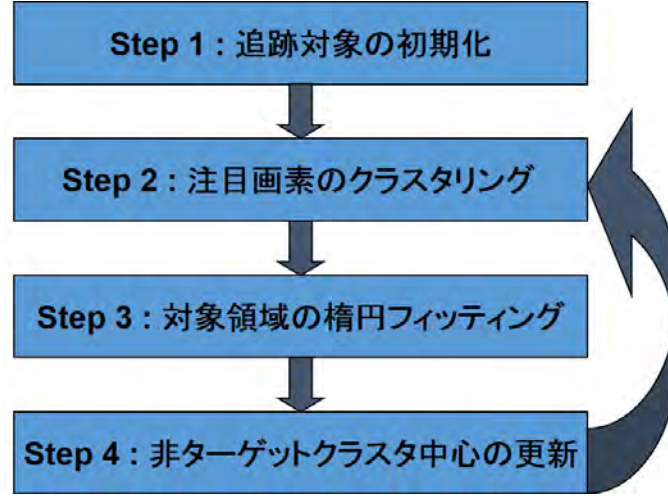 Step 1 : 追跡対象の初期化
Step 2 : 注目画素のクラスタリング
Step 3 : 対象領域の楕円フィッティング
Step 4 : 非ターゲットクラスタ中心の更新